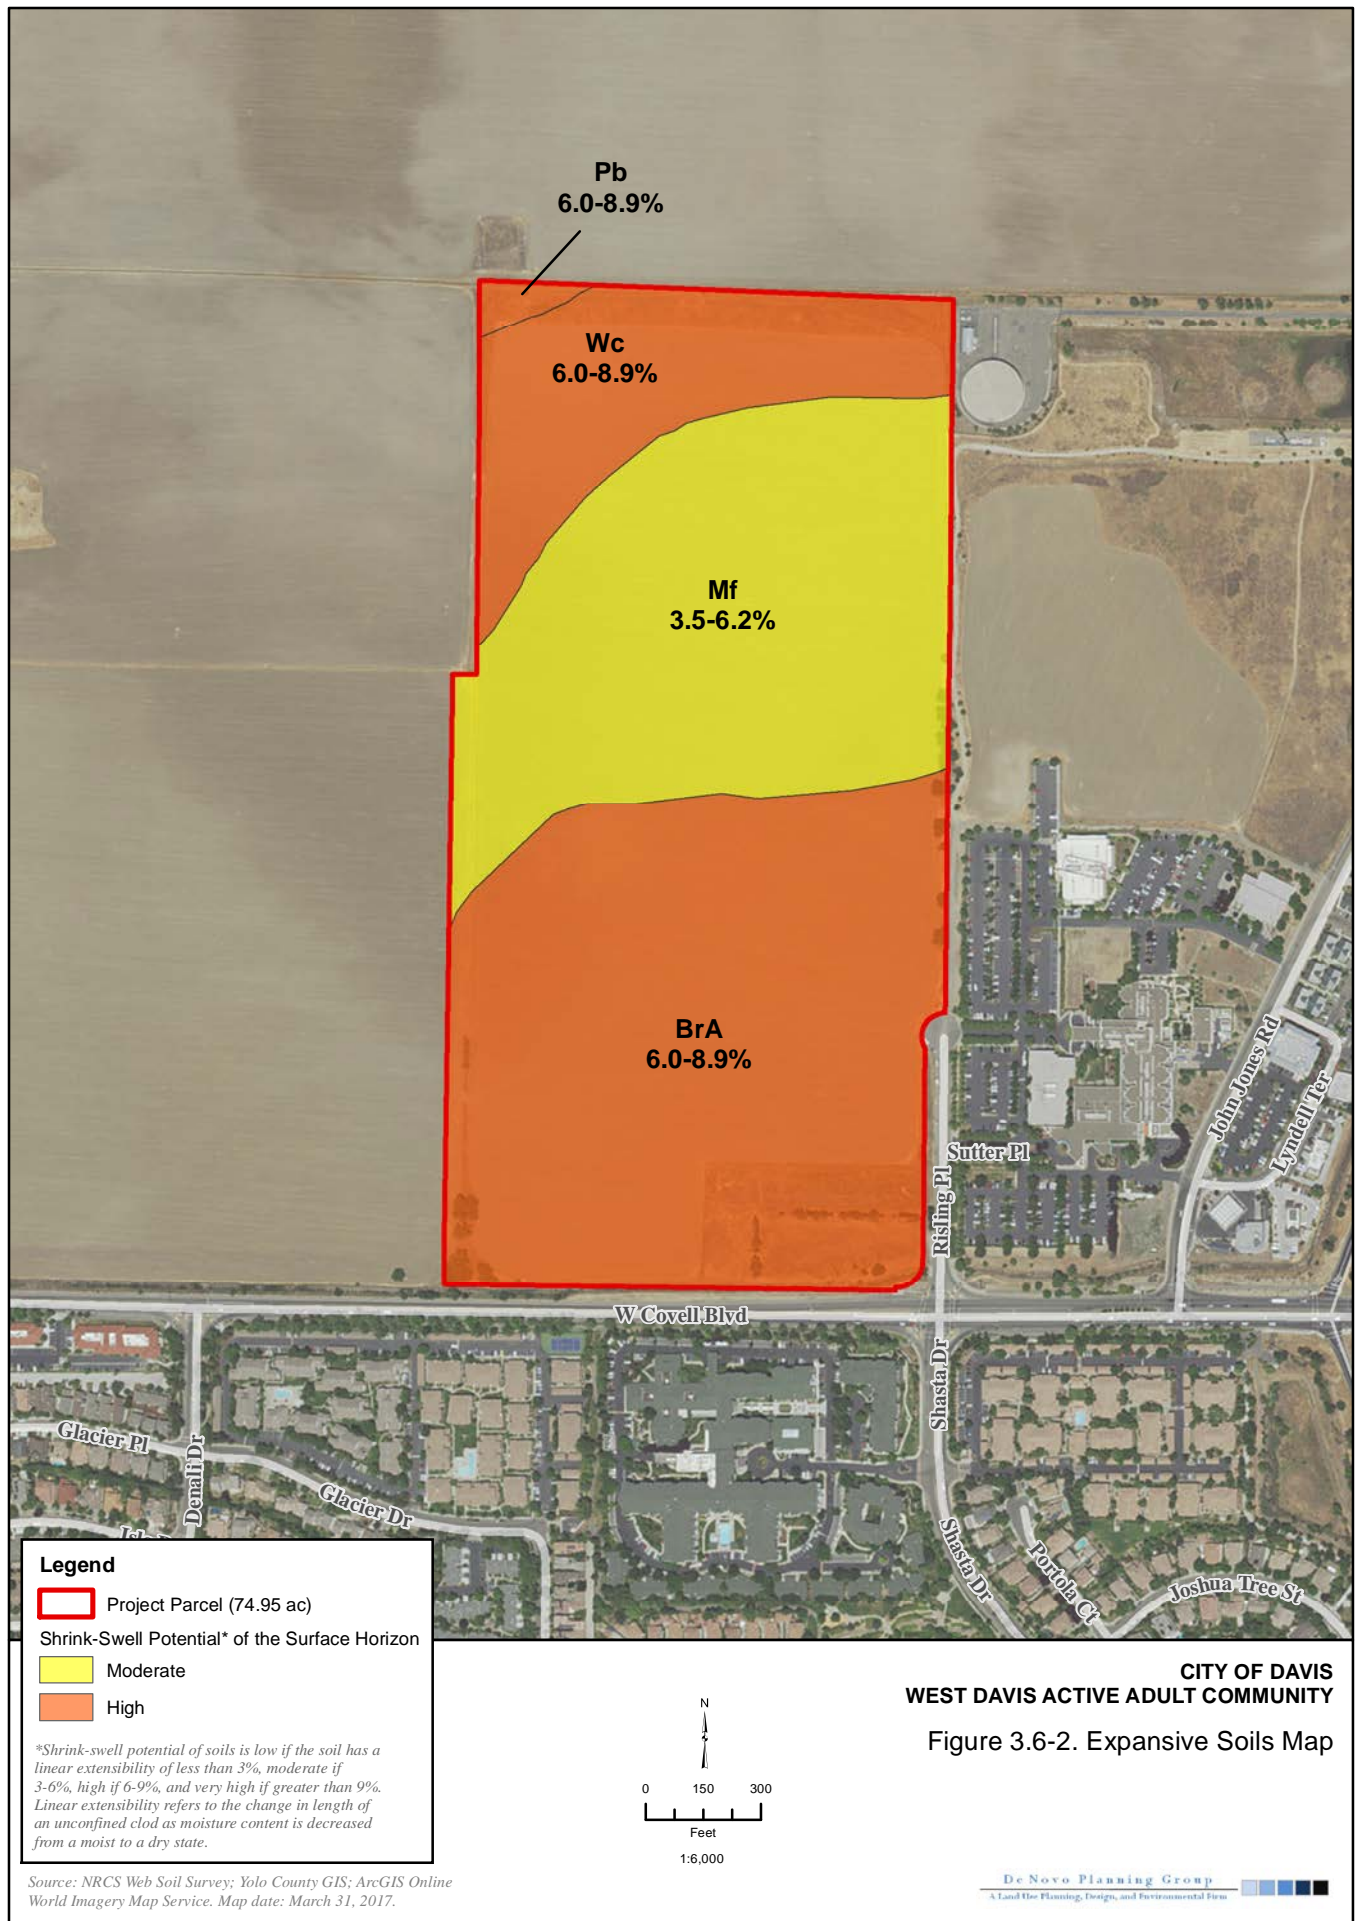 Pb
6.0-8.9%
Wc
6.0-8.9%
Mf
3.5-6.2%
BrA
6.0-8.9%
John Jones Rd
Lyndell Ter
Sutter Pl
Risling Pl
W Covell Blvd
Shasta Dr
Glacier Pl
Denali Dr
Glacier Dr
Shasta Dr
Portola Ct
Joshua Tree St
Legend
Project Parcel (74.95 ac)
Shrink-Swell Potential* of the Surface Horizon
Moderate
High
*Shrink-swell potential of soils is low if the soil has a
linear extensibility of less than 3%, moderate if
3-6%, high if 6-9%, and very high if greater than 9%.
Linear extensibility refers to the change in length of
an unconfined clod as moisture content is decreased
from a moist to a dry state.
Source: NRCS Web Soil Survey; Yolo County GIS; ArcGIS Online
World Imagery Map Service. Map date: March 31, 2017.
N
0 150 300
Feet
1:6,000
CITY OF DAVIS
WEST DAVIS ACTIVE ADULT COMMUNITY
Figure 3.6-2. Expansive Soils Map
De Novo Planning Group
A Land Use Planning, Design, and Environmental Firm